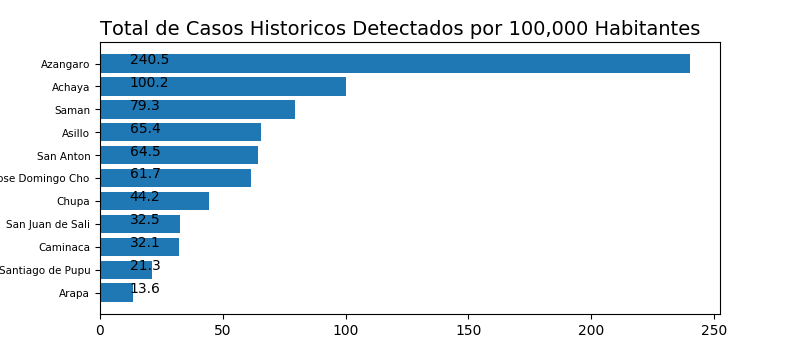 Total de Casos Historicos Detectados por 100,000 Habitantes
Azangaro 240.5
Achaya 100.2
Saman 79.3
Asillo 65.4
San Anton 64.5
ose Domingo Cho 61.7
Chupa 44.2
San Juan de Sali 32.5
Caminaca 32.1
Santiago de Pupu 21.3
Arapa 13.6
0 50 100 150 200 250